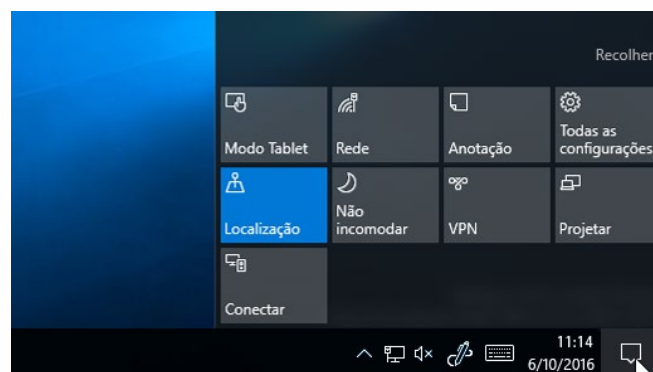 Recolher
Modo Tablet
Rede
Anotação
Todas as
configurações
Localização
Não
incomodar
VPN
Projetar
Conectar
11:14
6/10/2016